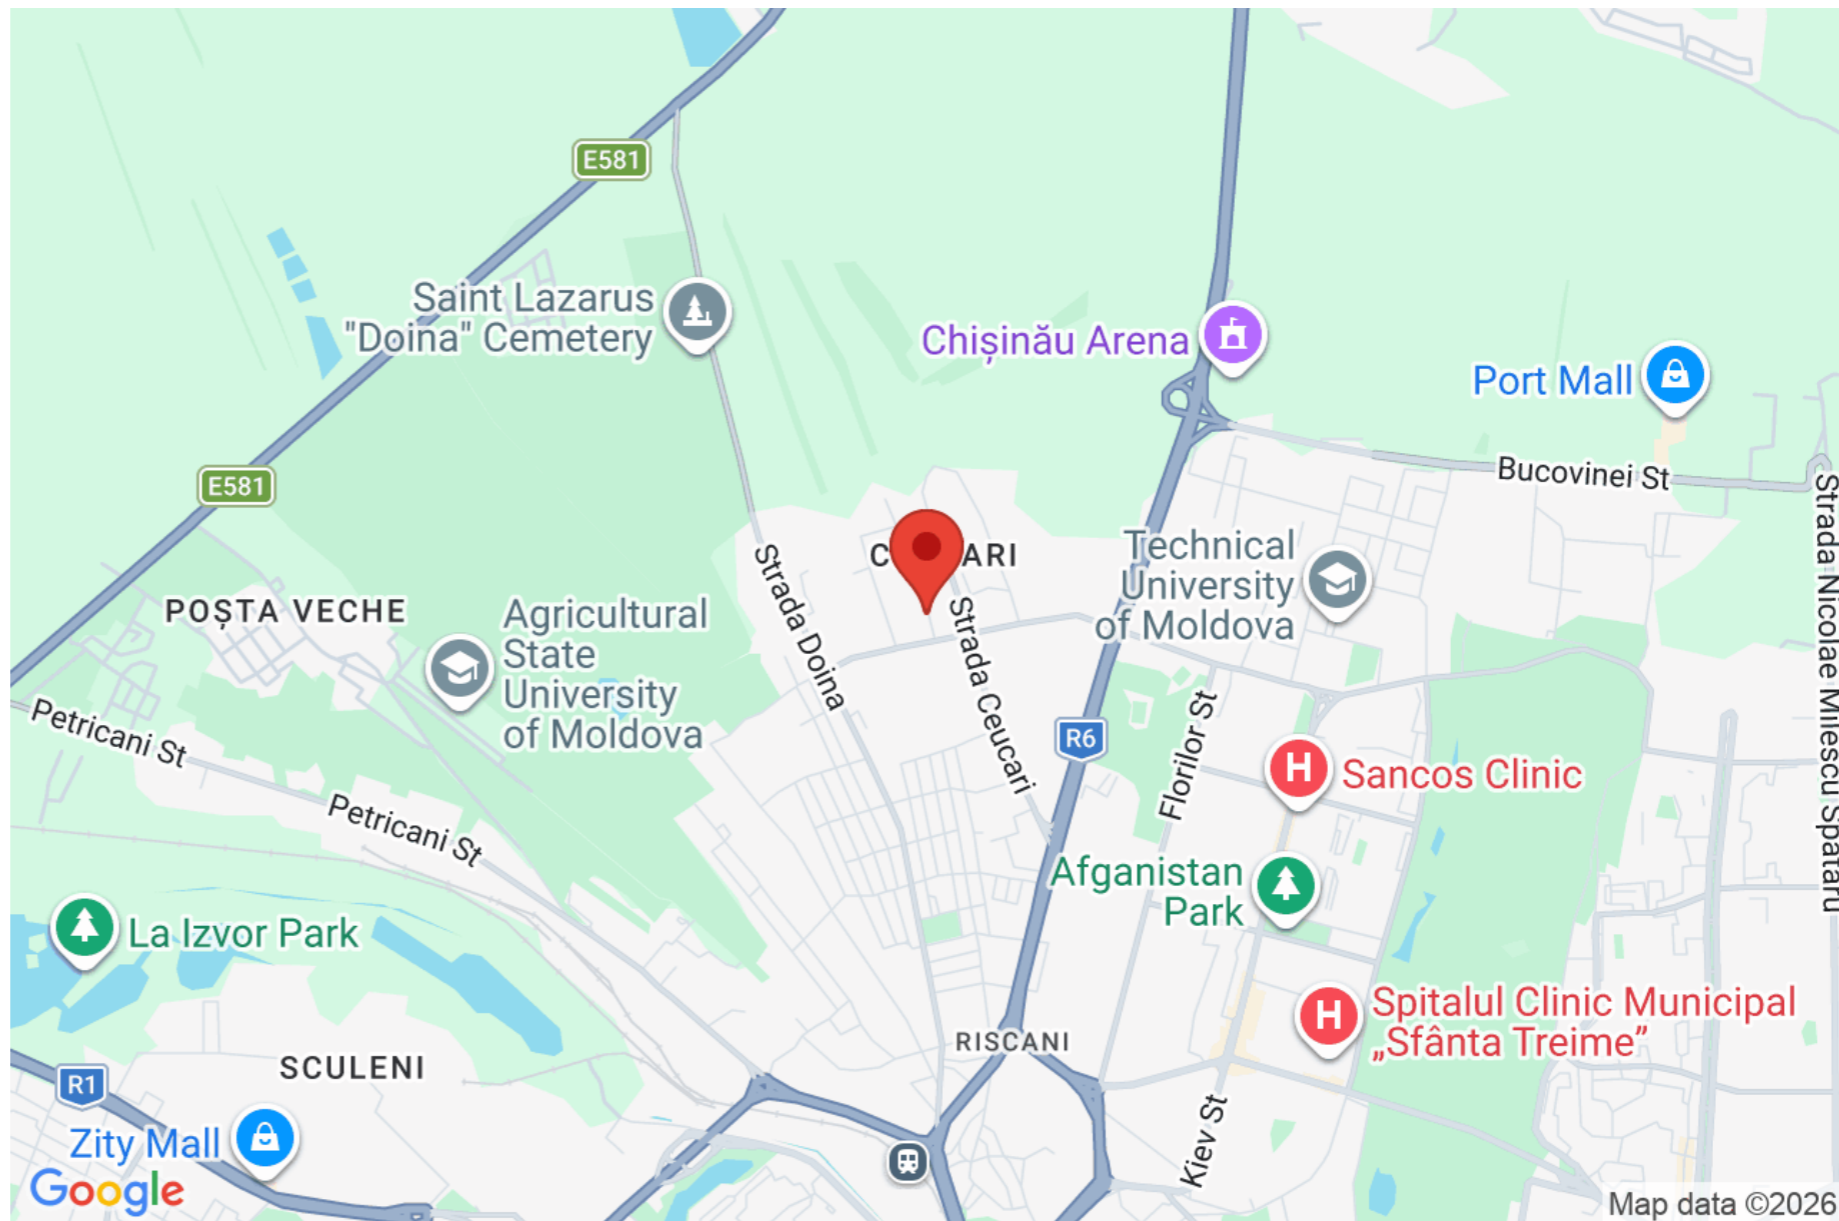 E581
Saint Lazarus
"Doina" Cemetery
Chișinău Arena
Port Mall
E581
Bucovinei St
Strada Nicolae Milescu Spătaru
Technical
University
of Moldova
Strada Doina
POȘTA VECHE
Agricultural
State
University
of Moldova
Strada Ceucari
Petricani St
R6
Florilor St
Sancos Clinic
Petricani St
Afganistan
Park
La Izvor Park
Spitalul Clinic Municipal
„Sfânta Treime”
RISCANI
SCULENI
R1
Kiev St
Zity Mall
Google
Map data ©2026